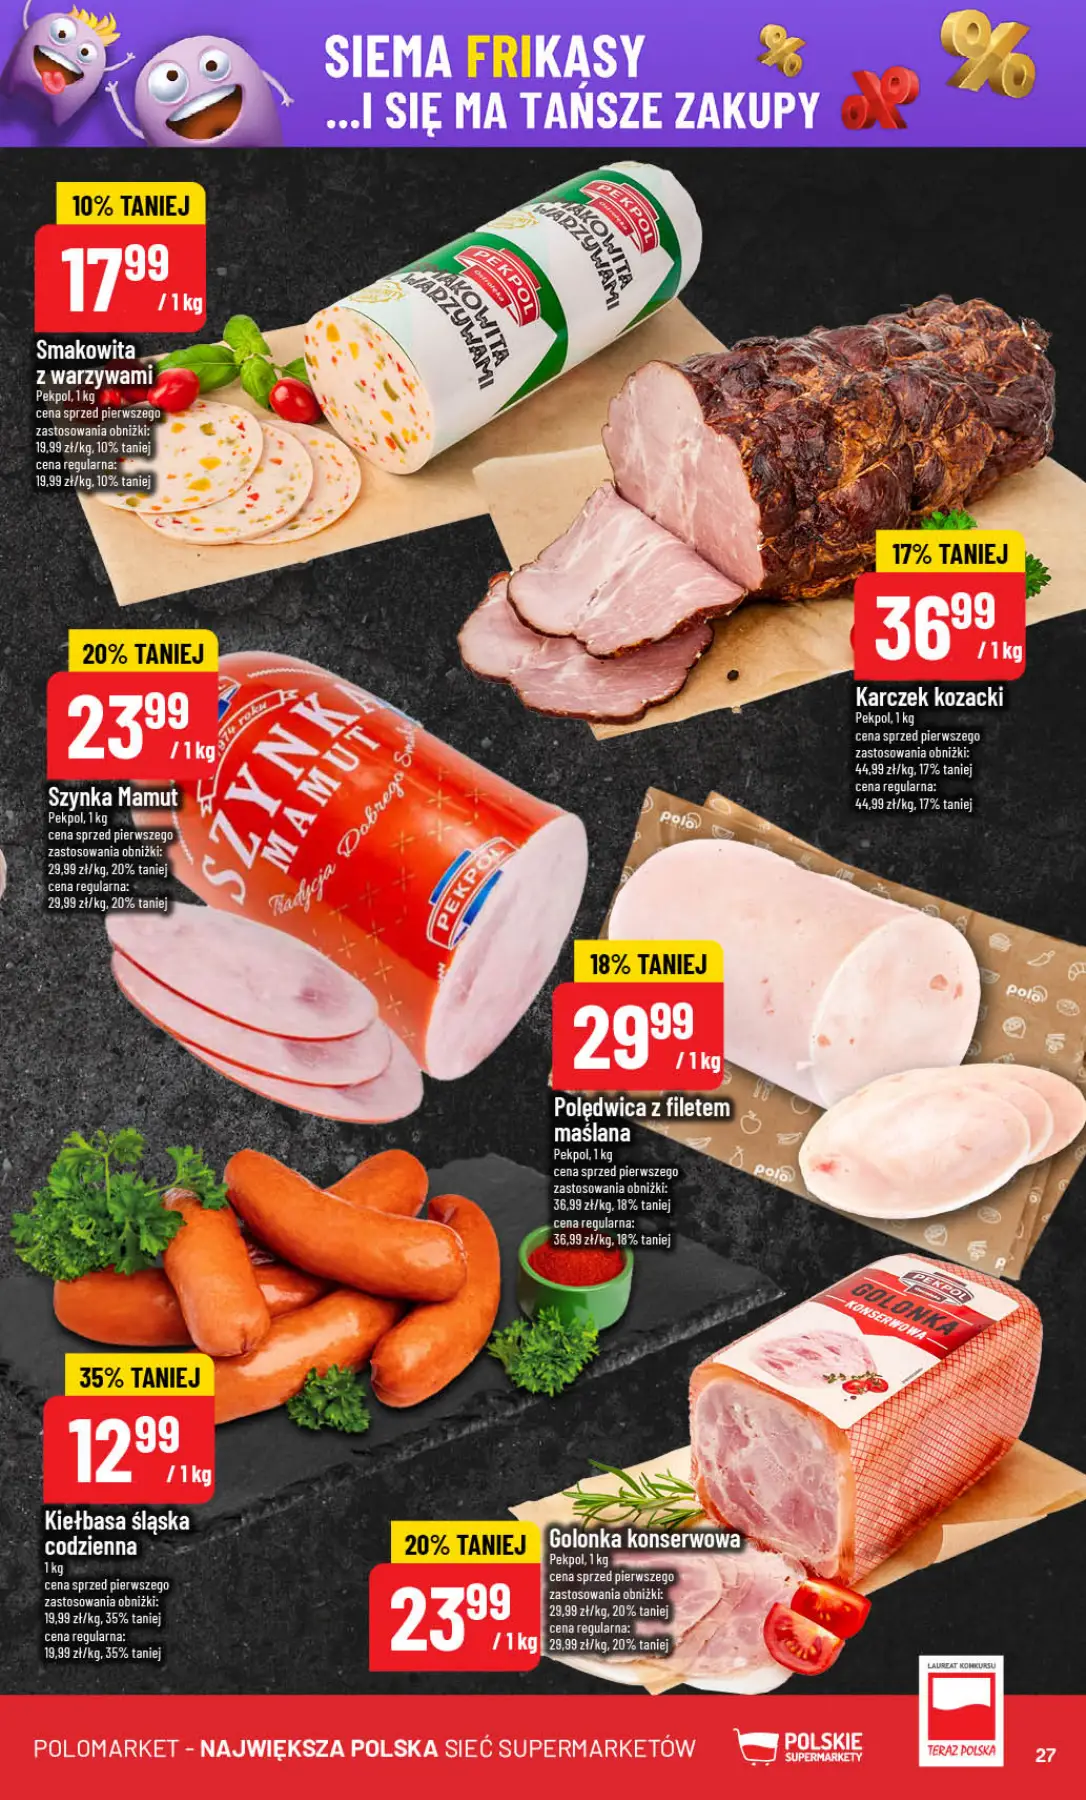 SIEMA FRIKASY
...I SIĘ MA TAŃSZE ZAKUPY
10% TANIEJ
17 99
/ 1 kg
Smakowita
z warzywami
Pekpol, 1 kg
cena sprzed pierwszego
zastosowania obniżki:
19,99 zł/kg, 10% taniej
cena regularna:
19,99 zł/kg, 10% taniej
PEKPOL
Ostrołęka
SMAKOWITA
WARZYWAMI
PEKPOL
Ostrołęka
SMAKOWITA
WARZYWAMI
17% TANIEJ
36 99
/ 1 kg
Karczek kozacki
Pekpol, 1 kg
cena sprzed pierwszego
zastosowania obniżki:
44,99 zł/kg, 17% taniej
cena regularna:
44,99 zł/kg, 17% taniej
20% TANIEJ
23 99
/ 1 kg
Szynka Mamut
Pekpol, 1 kg
cena sprzed pierwszego
zastosowania obniżki:
29,99 zł/kg, 20% taniej
cena regularna:
29,99 zł/kg, 20% taniej
SZYNKA
MAMUT
Tradycja Dobrego
PEKPOL
polo
polo
polo
18% TANIEJ
29 99
/ 1 kg
Polędwica z filetem
maślana
Pekpol, 1 kg
cena sprzed pierwszego
zastosowania obniżki:
36,99 zł/kg, 18% taniej
cena regularna:
36,99 zł/kg, 18% taniej
35% TANIEJ
12 99
/ 1 kg
Kiełbasa śląska
codzienna
1 kg
cena sprzed pierwszego
zastosowania obniżki:
19,99 zł/kg, 35% taniej
cena regularna:
19,99 zł/kg, 35% taniej
PEKPOL
GOLONKA
KONSERWOWA
20% TANIEJ
23 99
/ 1 kg
Golonka konserwowa
Pekpol, 1 kg
cena sprzed pierwszego
zastosowania obniżki:
29,99 zł/kg, 20% taniej
cena regularna:
29,99 zł/kg, 20% taniej
POLOMARKET - NAJWIĘKSZA POLSKA SIEĆ SUPERMARKETÓW
POLSKIE
SUPERMARKETY
LAUREAT KONKURSU
TERAZ POLSKA
27